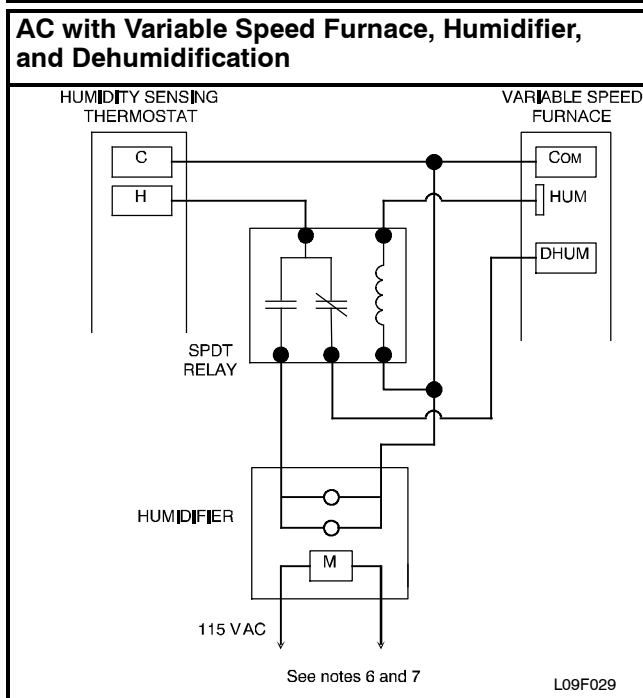 AC with Variable Speed Furnace, Humidifier,
and Dehumidification
HUMIDITY SENSING
THERMOSTAT
VARIABLE SPEED
FURNACE
C
COM
H
HUM
DHUM
SPDT
RELAY
HUMIDIFIER
M
115 VAC
See notes 6 and 7
L09F029